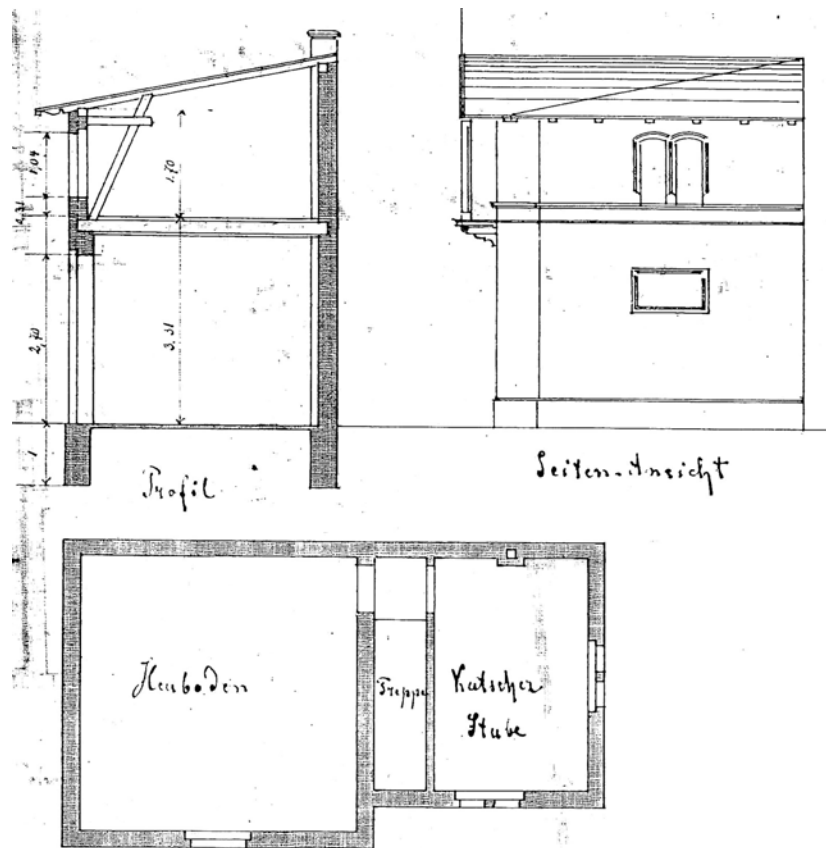 1,04
1,70
2,70
3,31
1
Profil
Seiten-Ansicht
Heuboden
Treppe
Kutscher
Stube